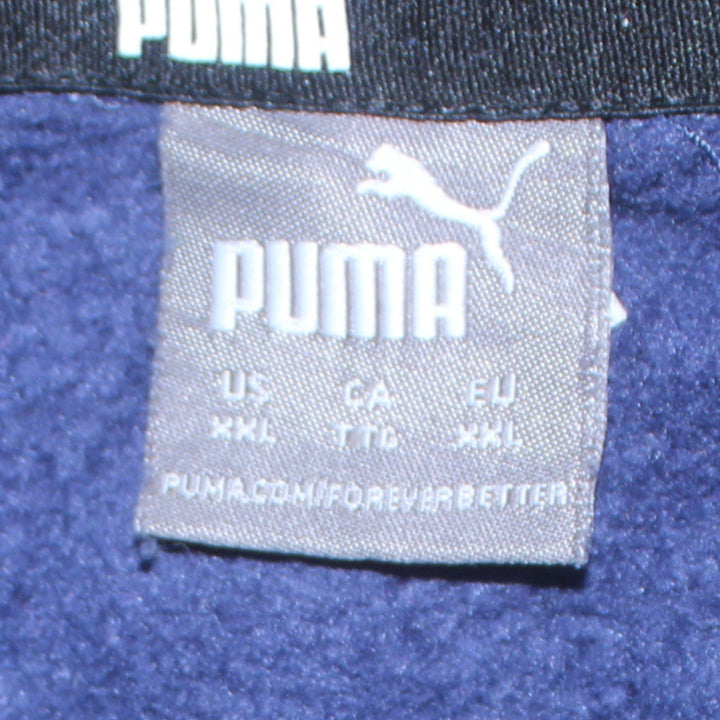 PUMA
PUMA
US CA EU
XXL TTG XXL
PUMA.COM/FOREVERBETTER